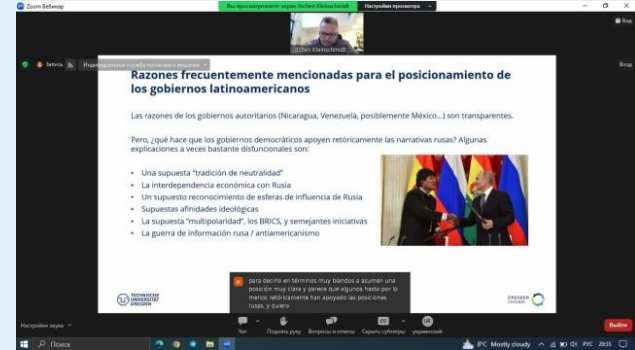 Zoom Вебинар
Вы просматриваете экран Jochen Kleinschmidt
Настройки просмотра
Вид
Jochen Kleinschmidt
Запись
Вход
Razones frecuentemente mencionadas para el posicionamiento de
los gobiernos latinoamericanos
Las razones de los gobiernos autoritarios (Nicaragua, Venezuela, posiblemente México...) son transparentes.
Pero, ¿qué hace que los gobiernos democráticos apoyen retóricamente las narrativas rusas? Algunas
explicaciones a veces bastante disfuncionales son:
• Una supuesta “tradición de neutralidad”
• La interdependencia económica con Rusia
• Un supuesto reconocimiento de esferas de influencia de Rusia
• Supuestas afinidades ideológicas
• La supuesta “multipolaridad”, los BRICS, y semejantes iniciativas
• La guerra de información rusa / antiamericanismo
para decirlo en términos muy blandos a asumir una
posición muy clara y parece que algunos hasta por lo
menos retóricamente han apoyado las posiciones
rusas. y quiero
TECHNISCHE
UNIVERSITÄT
DRESDEN
DRESDEN
concept
Настройки звука
Чат
Поднять руку
Вопросы и ответы
Скрыть субтитры
украинский
Выйти
Поиск
8°C Mostly cloudy
РУС
20:35